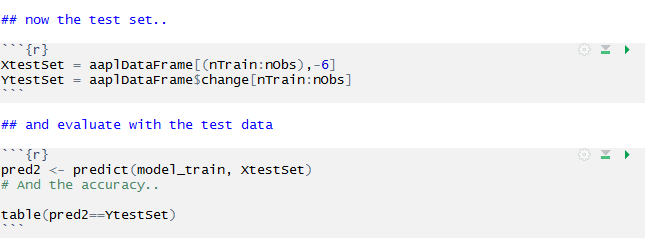 ## now the test set..
```{r}
XtestSet = aaplDataFrame[(nTrain:nObs),-6]
YtestSet = aaplDataFrame$change[nTrain:nObs]
```
## and evaluate with the test data
```{r}
pred2 <- predict(model_train, XtestSet)
# And the accuracy..
table(pred2==YtestSet)
```